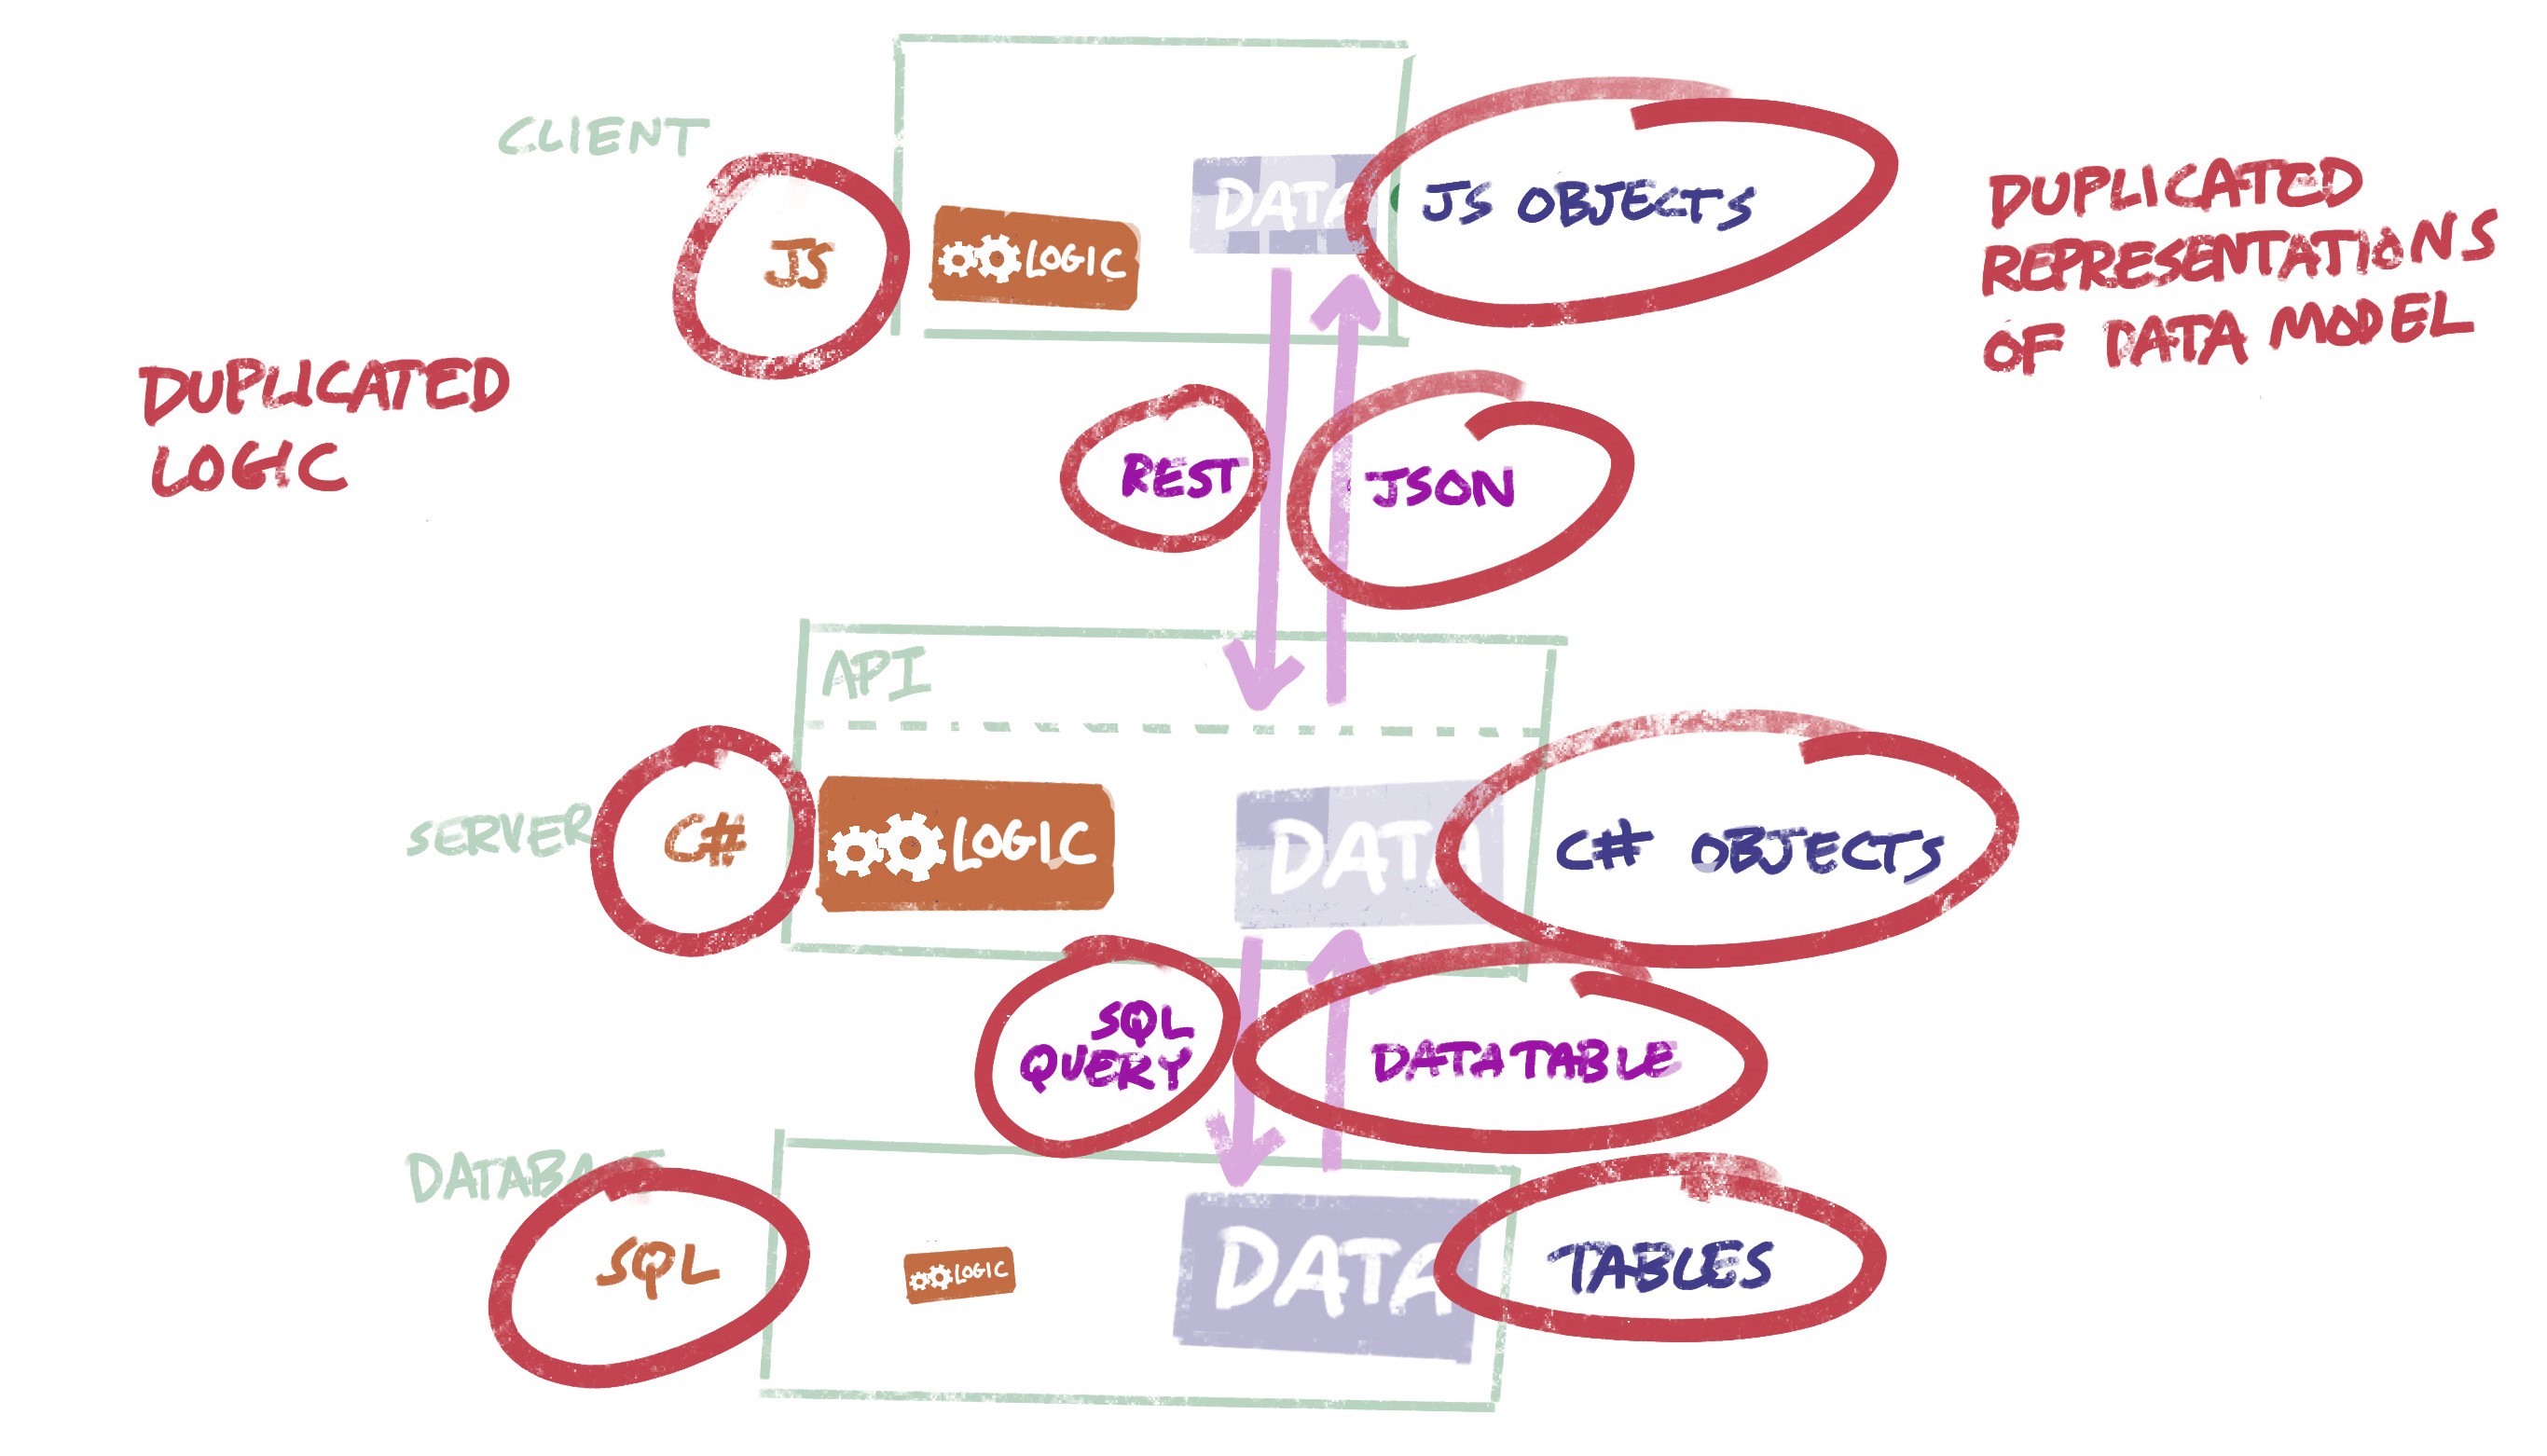 CLIENT
JS
LOGIC
DATA
JS OBJECTS
DUPLICATED
REPRESENTATIONS
OF DATA MODEL
DUPLICATED
LOGIC
REST
JSON
API
SERVER
C#
LOGIC
DATA
C# OBJECTS
SQL
QUERY
DATATABLE
DATABASE
SQL
LOGIC
DATA
TABLES